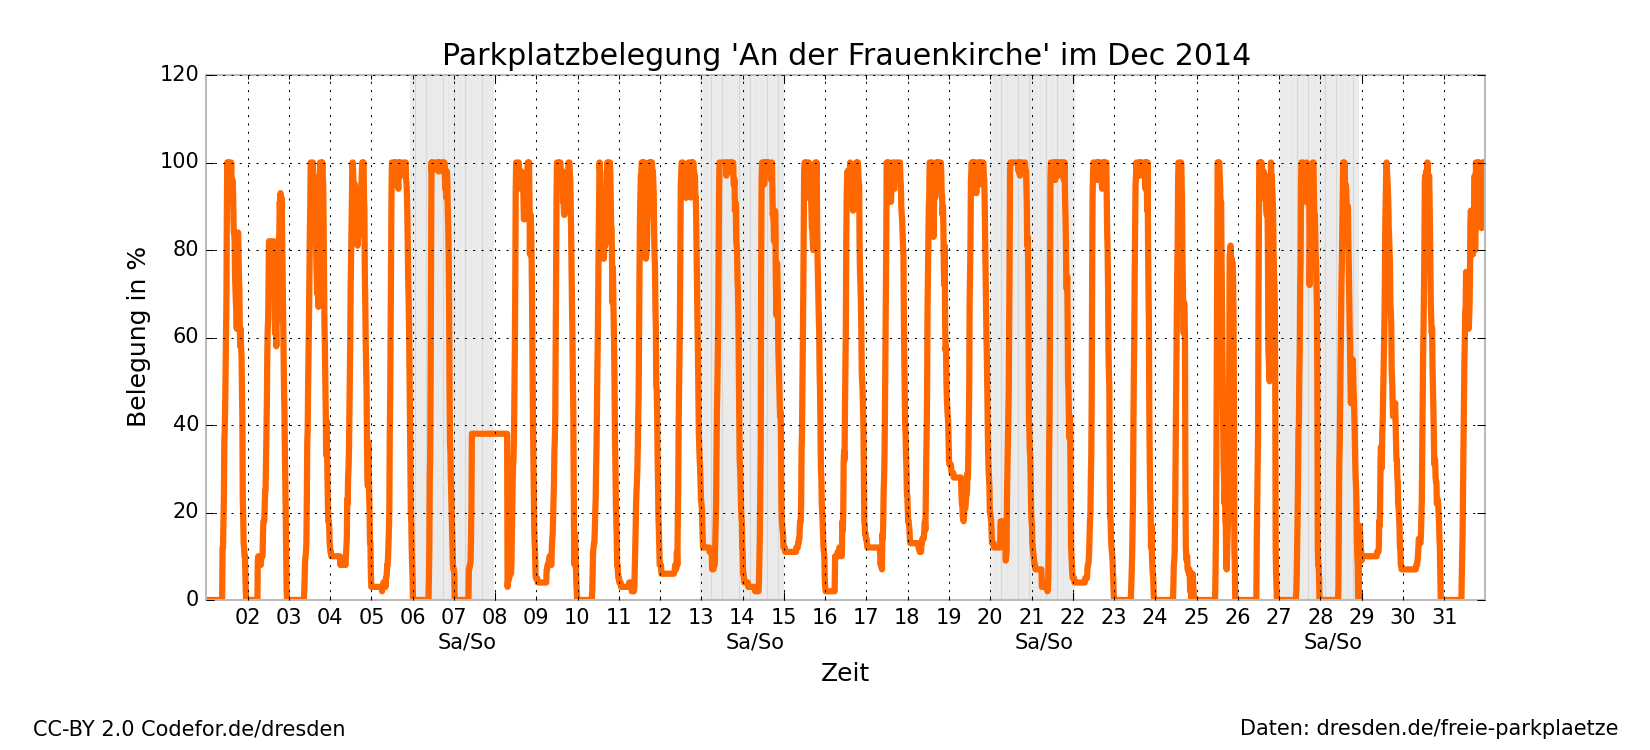 Parkplatzbelegung 'An der Frauenkirche' im Dec 2014
120
100
80
60
40
20
0
Belegung in %
02 03 04 05 06 07 08 09 10 11 12 13 14 15 16 17 18 19 20 21 22 23 24 25 26 27 28 29 30 31
Sa/So Sa/So Sa/So Sa/So
Zeit
CC-BY 2.0 Codefor.de/dresden
Daten: dresden.de/freie-parkplaetze